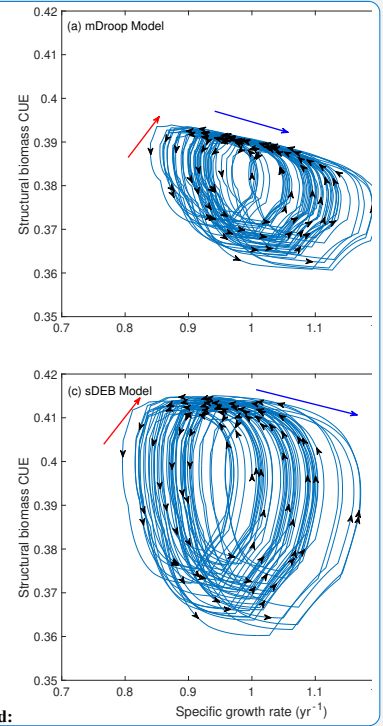 0.42
(a) mDroop Model
0.4
0.39
0.38
0.37
0.36
0.35
Structural biomass CUE
0.7 0.8 0.9 1 1.1
0.42
(c) sDEB Model
0.41
0.4
0.39
0.38
0.37
0.36
0.35
Structural biomass CUE
0.7 0.8 0.9 1 1.1
Specific growth rate (yr-1)
d: